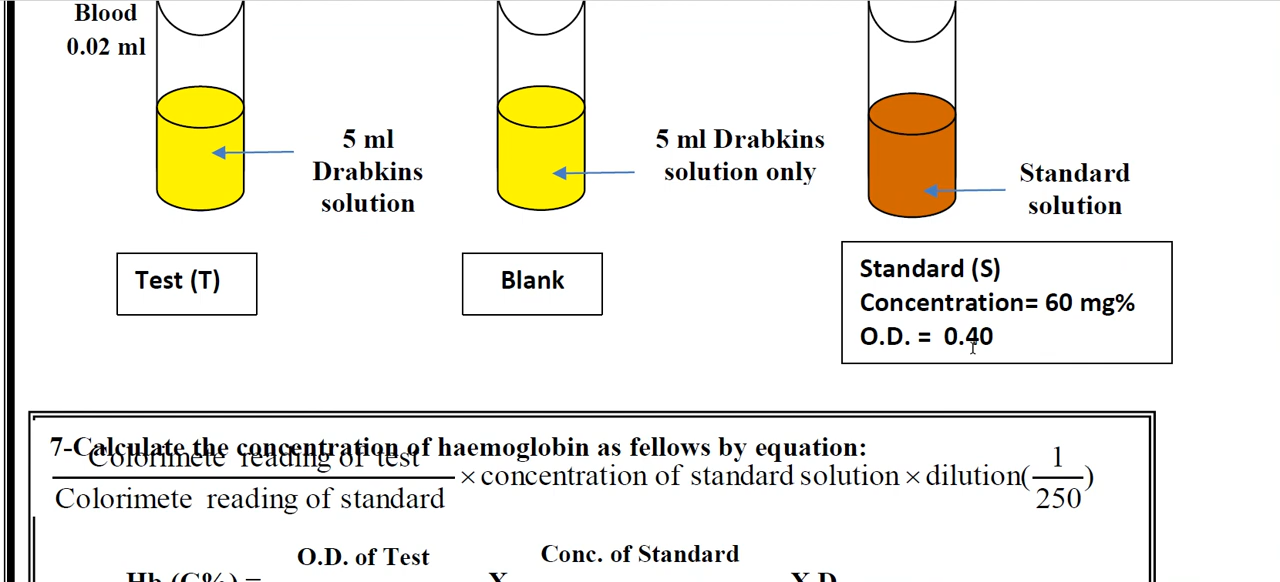 Blood
0.02 ml
5 ml
Drabkins
solution
5 ml Drabkins
solution only
Standard
solution
Test (T)
Blank
Standard (S)
Concentration= 60 mg%
O.D. = 0.40
7-Calculate the concentration of haemoglobin as fellows by equation:
Colorimete reading of test
Colorimete reading of standard
× concentration of standard solution × dilution(1/250)
O.D. of Test
Conc. of Standard
Hb (G%) = X X D